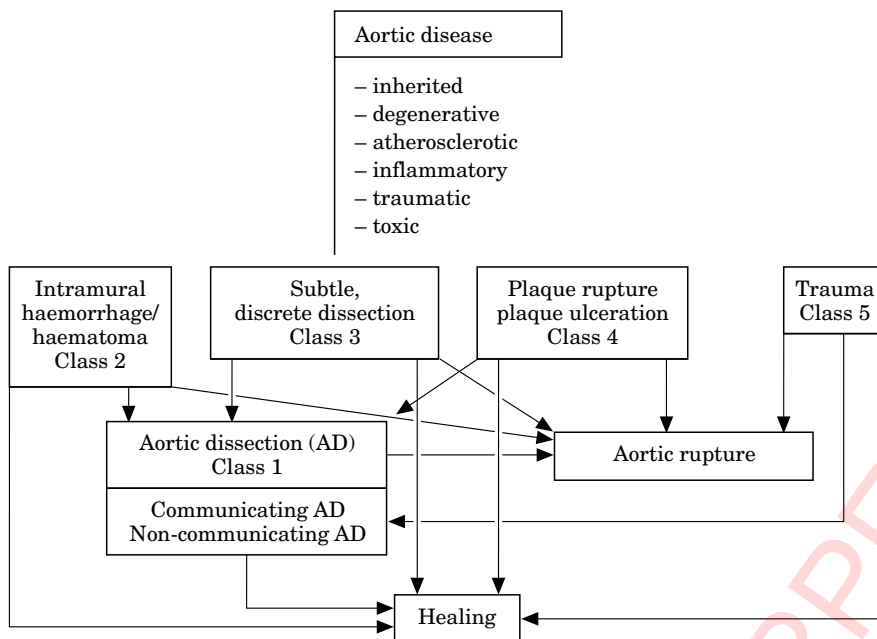 Aortic disease
– inherited
– degenerative
– atherosclerotic
– inflammatory
– traumatic
– toxic
Intramural
haemorrhage/
haematoma
Class 2
Subtle,
discrete dissection
Class 3
Plaque rupture
plaque ulceration
Class 4
Trauma
Class 5
Aortic dissection (AD)
Class 1
Communicating AD
Non-communicating AD
Aortic rupture
Healing